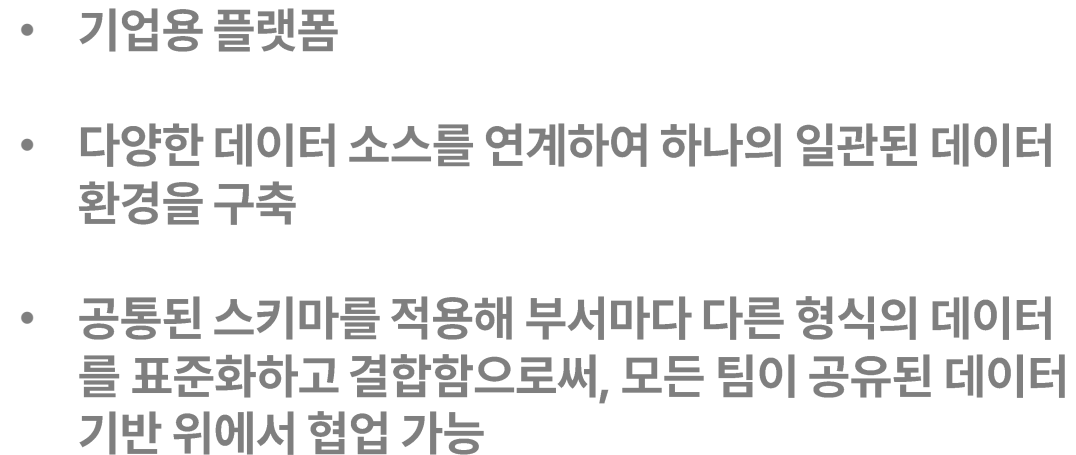 • 기업용 플랫폼
• 다양한 데이터 소스를 연계하여 하나의 일관된 데이터
환경을 구축
• 공통된 스키마를 적용해 부서마다 다른 형식의 데이터
를 표준화하고 결합함으로써, 모든 팀이 공유된 데이터
기반 위에서 협업 가능